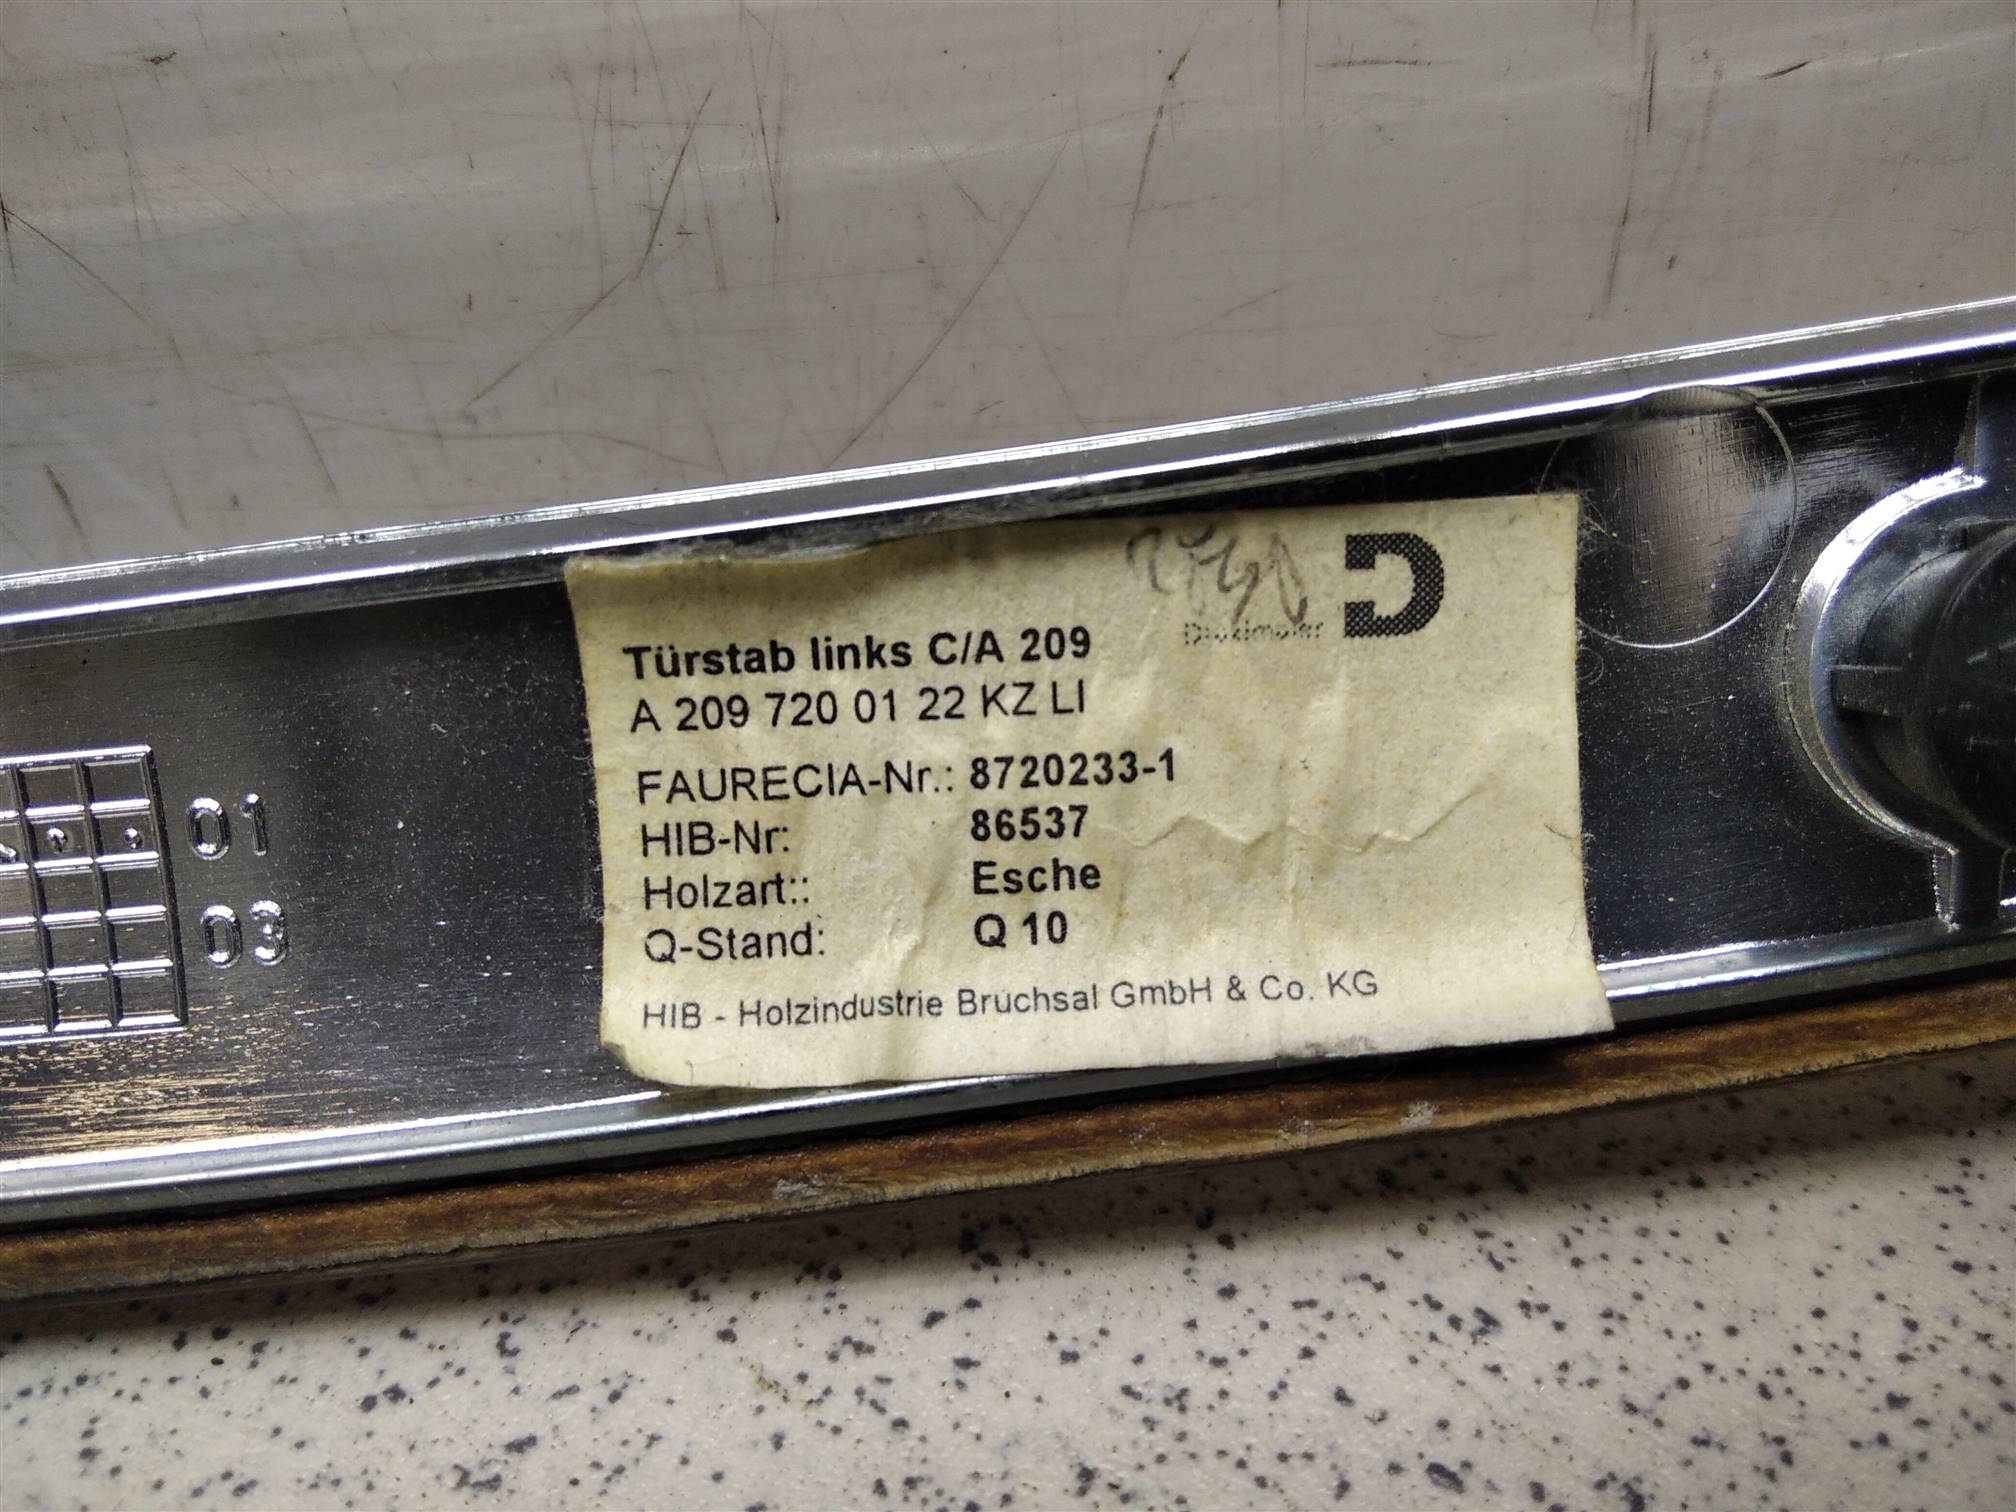 Türstab links C/A 209
A 209 720 01 22 KZ LI
FAURECIA-Nr.: 8720233-1
HIB-Nr: 86537
Holzart:: Esche
Q-Stand: Q 10
HIB - Holzindustrie Bruchsal GmbH & Co. KG
Dräxlmaier
01
03